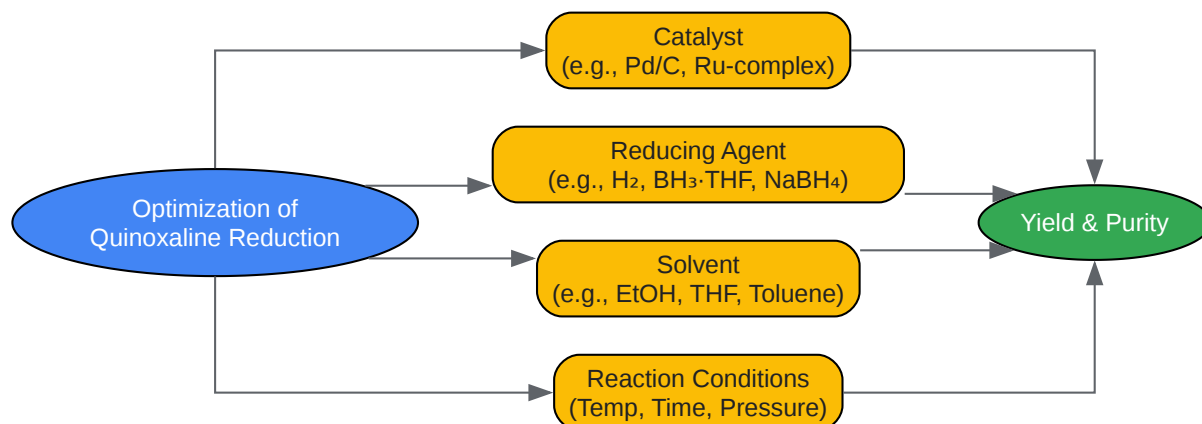 Catalyst
(e.g., Pd/C, Ru-complex)
Reducing Agent
(e.g., H₂, BH₃·THF, NaBH₄)
Optimization of
Quinoxaline Reduction
Yield & Purity
Solvent
(e.g., EtOH, THF, Toluene)
Reaction Conditions
(Temp, Time, Pressure)